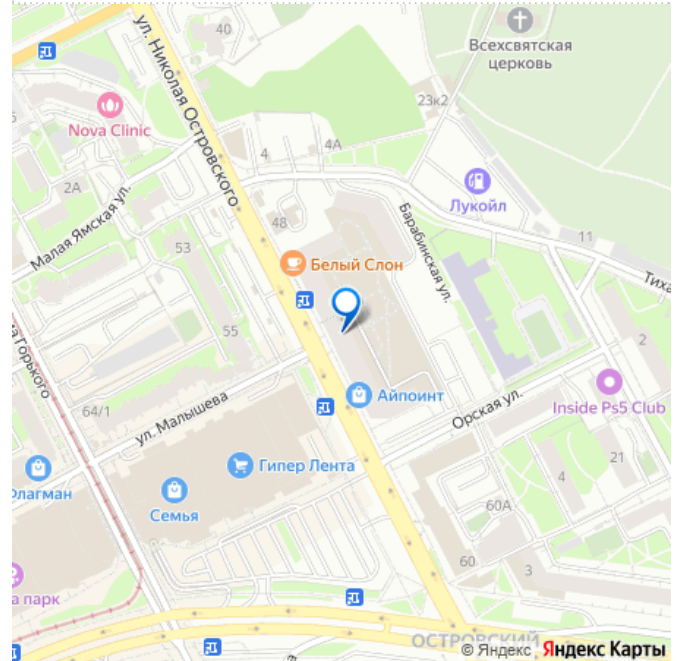 40
Всехсвятская
церковь
ул. Николая Островского
Nova Clinic
23к2
4
4А
2А
Лукойл
Малая Ямская ул.
48
Барабинская ул.
11
53
Белый Слон
Тиха
55
2
а Горького
Айпоинт
Inside Ps5 Club
64/1
ул. Малышева
Орская ул.
Гипер Лента
21
Флагман
4
Семья
60А
60
3
а парк
ОСТРОВСКИЙ
© Яндекс Яндекс Карты